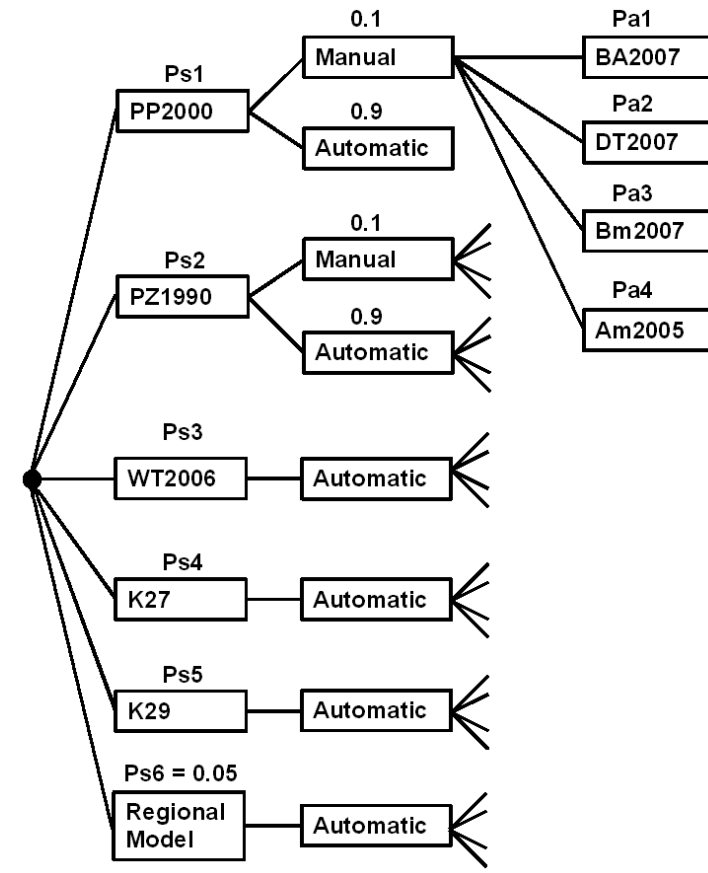 Ps1
PP2000
0.1
Manual
0.9
Automatic
Pa1
BA2007
Pa2
DT2007
Pa3
Bm2007
Pa4
Am2005
Ps2
PZ1990
0.1
Manual
0.9
Automatic
Ps3
WT2006
Automatic
Ps4
K27
Automatic
Ps5
K29
Automatic
Ps6 = 0.05
Regional
Model
Automatic